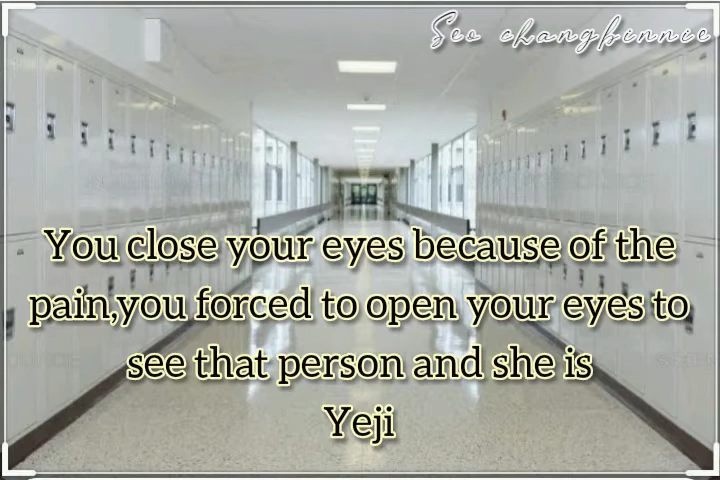 Seo changbinnie
You close your eyes because of the
pain,you forced to open your eyes to
see that person and she is
Yeji